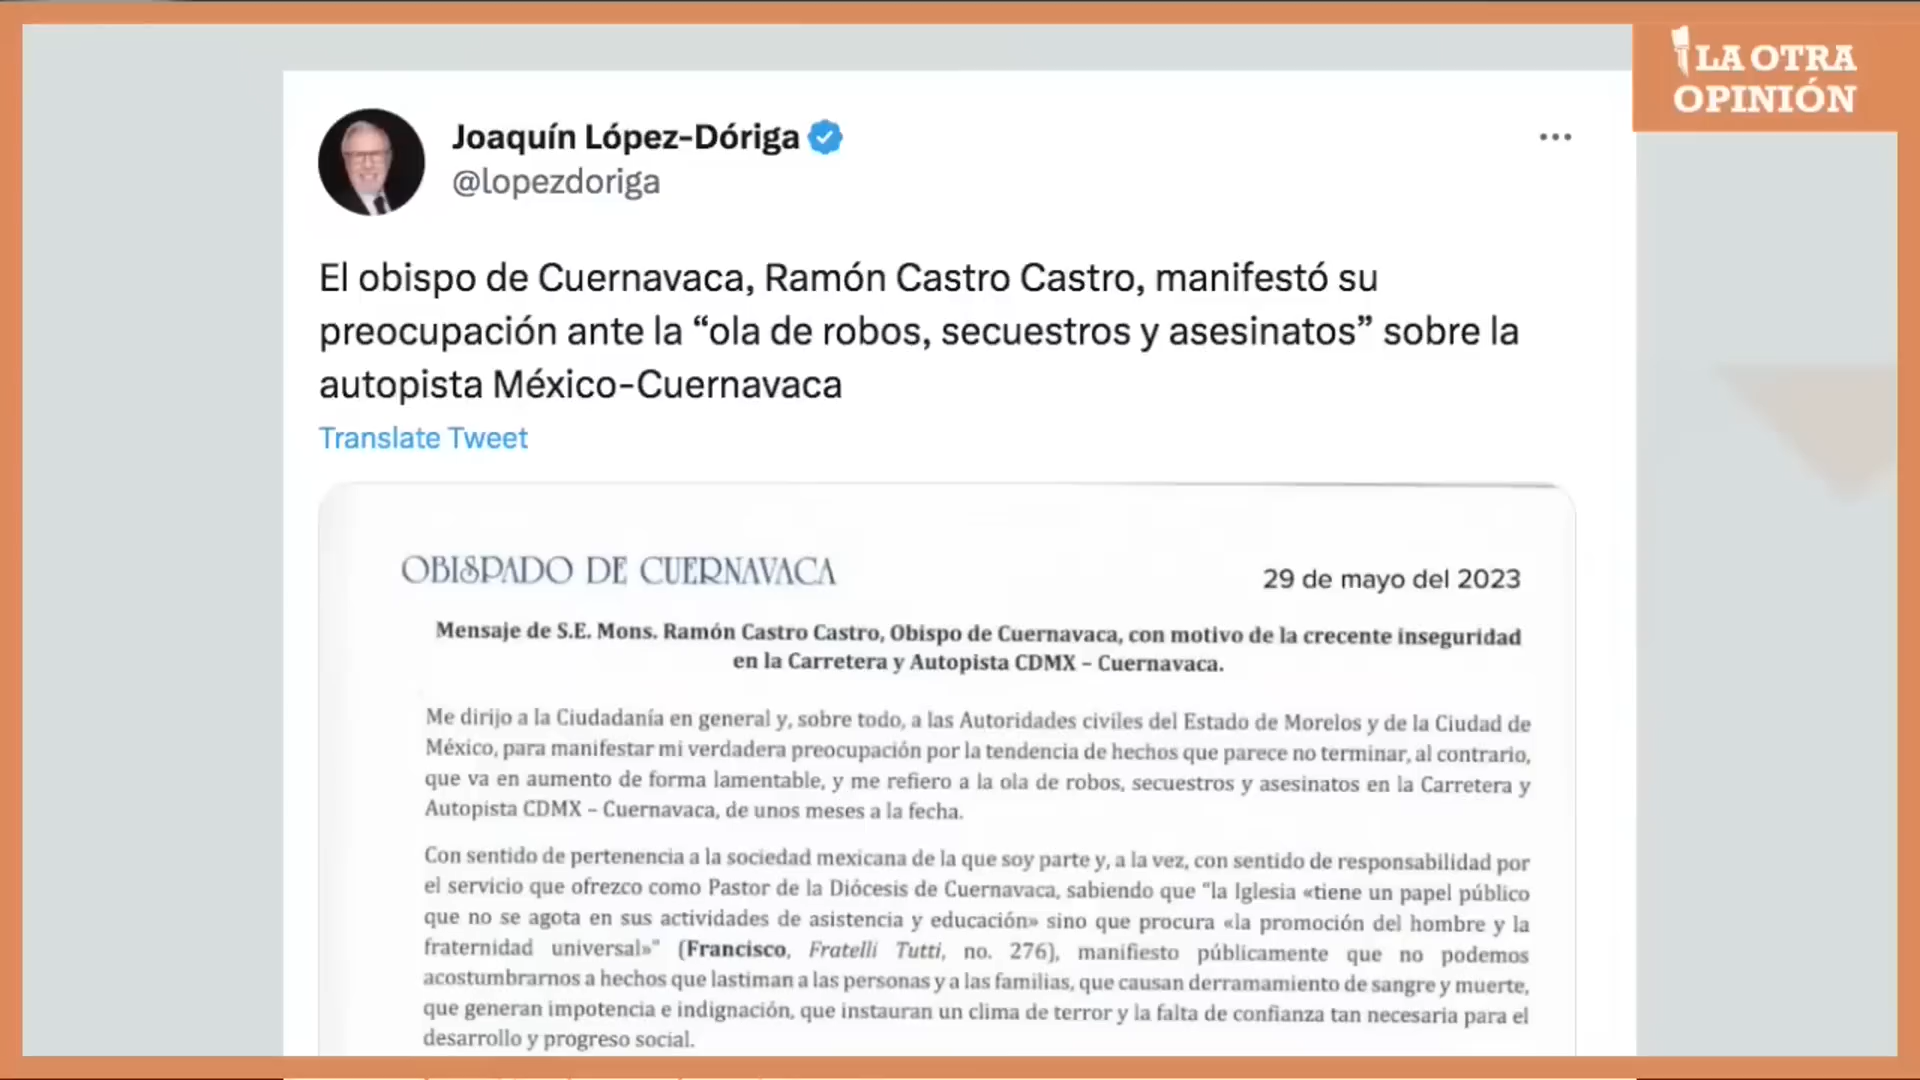 LA OTRA
OPINIÓN
Joaquín López-Dóriga
@lopezdoriga
El obispo de Cuernavaca, Ramón Castro Castro, manifestó su
preocupación ante la “ola de robos, secuestros y asesinatos” sobre la
autopista México-Cuernavaca
Translate Tweet
OBISPADO DE CUERNAVACA
29 de mayo del 2023
Mensaje de S.E. Mons. Ramón Castro Castro, Obispo de Cuernavaca, con motivo de la crecente inseguridad
en la Carretera y Autopista CDMX – Cuernavaca.
Me dirijo a la Ciudadanía en general y, sobre todo, a las Autoridades civiles del Estado de Morelos y de la Ciudad de
México, para manifestar mi verdadera preocupación por la tendencia de hechos que parece no terminar, al contrario,
que va en aumento de forma lamentable, y me refiero a la ola de robos, secuestros y asesinatos en la Carretera y
Autopista CDMX – Cuernavaca, de unos meses a la fecha.
Con sentido de pertenencia a la sociedad mexicana de la que soy parte y, a la vez, con sentido de responsabilidad por
el servicio que ofrezco como Pastor de la Diócesis de Cuernavaca, sabiendo que "la Iglesia «tiene un papel público
que no se agota en sus actividades de asistencia y educación» sino que procura «la promoción del hombre y la
fraternidad universal»" (Francisco, Fratelli Tutti, no. 276), manifiesto públicamente que no podemos
acostumbrarnos a hechos que lastiman a las personas y a las familias, que causan derramamiento de sangre y muerte,
que generan impotencia e indignación, que instauran un clima de terror y la falta de confianza tan necesaria para el
desarrollo y progreso social.